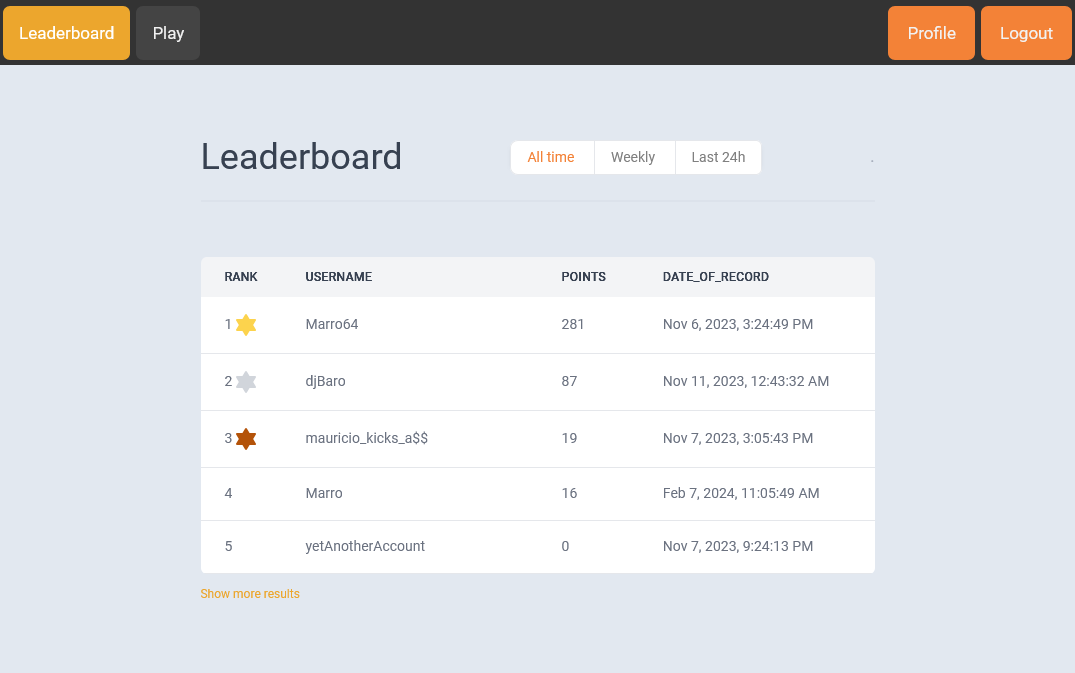 Leaderboard Play Profile Logout
Leaderboard All time Weekly Last 24h .
RANK USERNAME POINTS DATE_OF_RECORD
1 Marro64 281 Nov 6, 2023, 3:24:49 PM
2 djBaro 87 Nov 11, 2023, 12:43:32 AM
3 mauricio_kicks_a$$ 19 Nov 7, 2023, 3:05:43 PM
4 Marro 16 Feb 7, 2024, 11:05:49 AM
5 yetAnotherAccount 0 Nov 7, 2023, 9:24:13 PM
Show more results